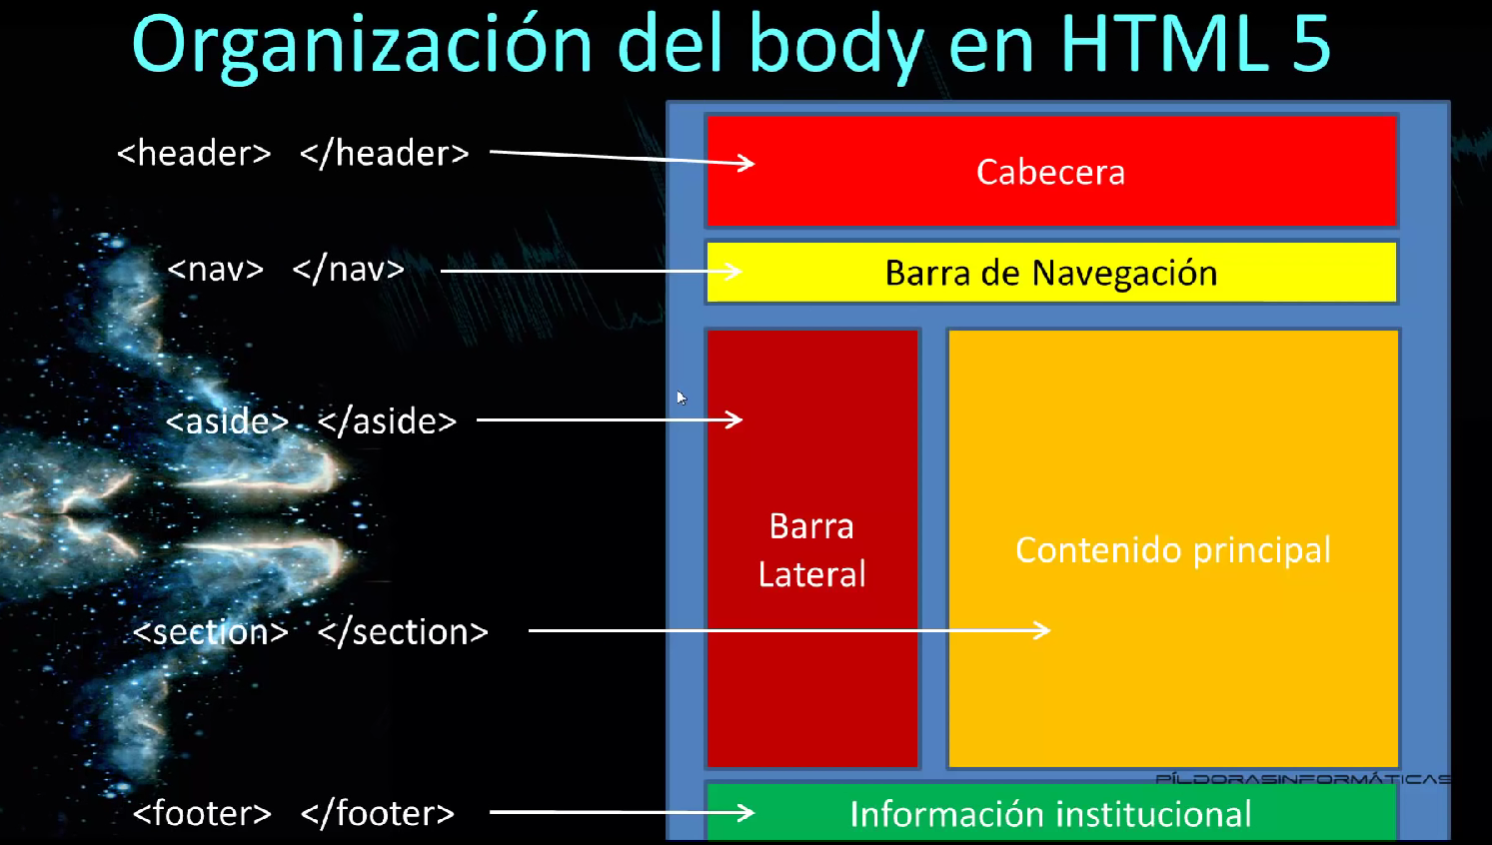 Organización del body en HTML 5
<header> </header>
Cabecera
<nav> </nav>
Barra de Navegación
<aside> </aside>
Barra
Lateral
Contenido principal
<section> </section>
PÍLDORASINFORMÁTICAS
<footer> </footer>
Información institucional